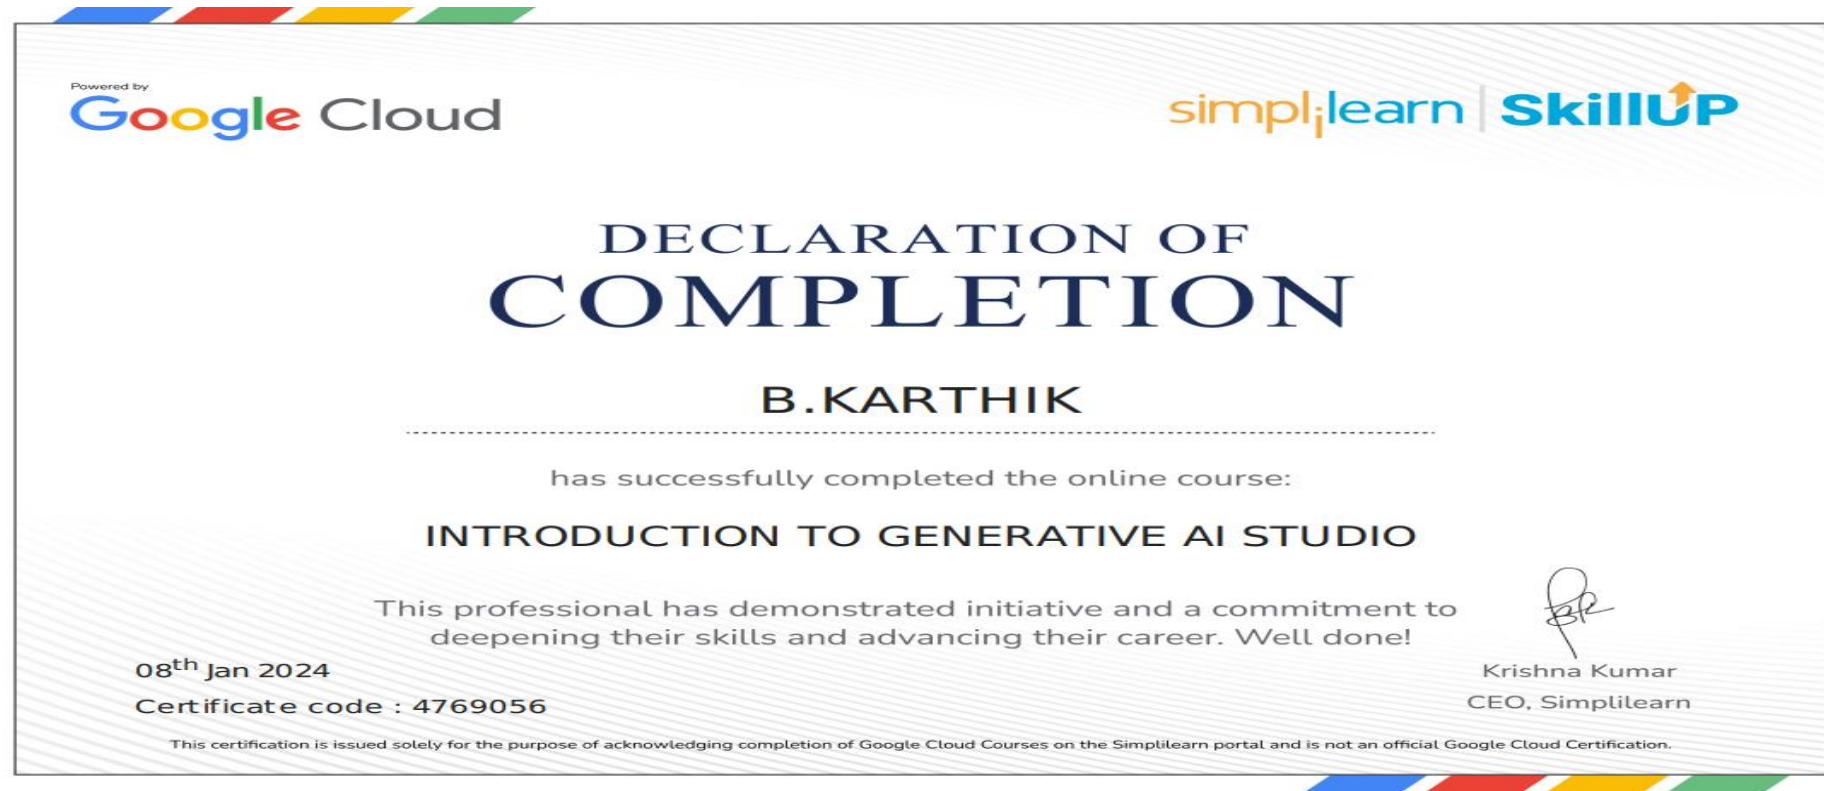 Powered by
Google Cloud
simplilearn | SkillUP
DECLARATION OF
COMPLETION
B.KARTHIK
has successfully completed the online course:
INTRODUCTION TO GENERATIVE AI STUDIO
This professional has demonstrated initiative and a commitment to
deepening their skills and advancing their career. Well done!
08th Jan 2024
Certificate code : 4769056
Krishna Kumar
CEO, Simplilearn
This certification is issued solely for the purpose of acknowledging completion of Google Cloud Courses on the Simplilearn portal and is not an official Google Cloud Certification.